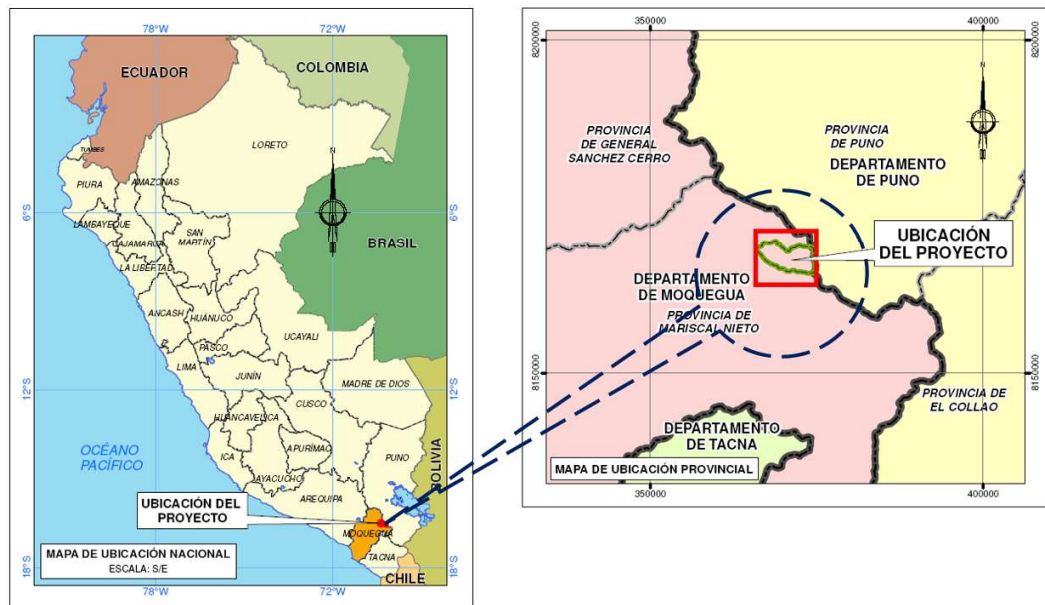 78°W
72°W
ECUADOR
COLOMBIA
TUMBES
LORETO
PIURA
AMAZONAS
N
6°S
6°S
LAMBAYEQUE
SAN
MARTÍN
CAJAMARCA
BRASIL
LA LIBERTAD
ANCASH
HUÁNUCO
UCAYALI
PASCO
LIMA
JUNÍN
MADRE DE DIOS
12°S
12°S
CUSCO
HUANCAVELICA
OCÉANO
PACÍFICO
ICA
APURÍMAC
PUNO
BOLIVIA
AYACUCHO
AREQUIPA
UBICACIÓN DEL
PROYECTO
MOQUEGUA
MAPA DE UBICACIÓN NACIONAL
ESCALA: S/E
TACNA
18°S
18°S
CHILE
78°W
72°W
350000
400000
8200000
8200000
N
PROVINCIA
DE GENERAL
SANCHEZ CERRO
PROVINCIA
DE PUNO
DEPARTAMENTO
DE PUNO
UBICACIÓN
DEL PROYECTO
DEPARTAMENTO
DE MOQUEGUA
PROVINCIA DE
MARISCAL NIETO
8150000
8150000
PROVINCIA DE
EL COLLAO
DEPARTAMENTO
DE TACNA
MAPA DE UBICACIÓN PROVINCIAL
350000
400000